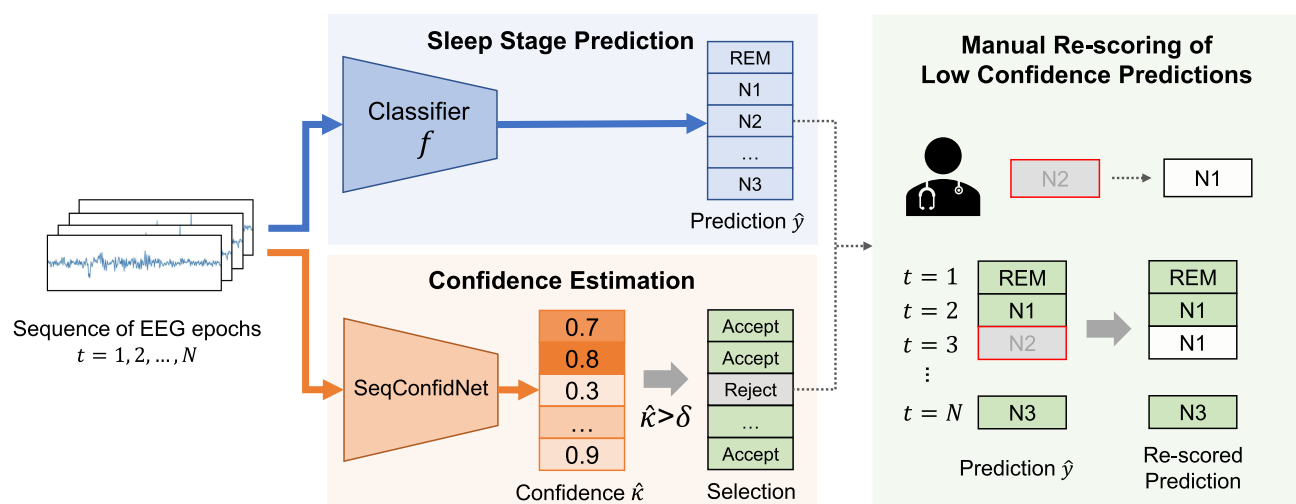 Sequence of EEG epochs
t = 1, 2, … , N
Sleep Stage Prediction
Classifier
f
REM
N1
N2
…
N3
Prediction ŷ
Confidence Estimation
SeqConfidNet
0.7
0.8
0.3
…
0.9
Confidence κ̂
κ̂>δ
Accept
Accept
Reject
…
Accept
Selection
Manual Re-scoring of
Low Confidence Predictions
N2
N1
t = 1
REM
REM
t = 2
N1
N1
t = 3
N2
N1
⋮
t = N
N3
N3
Prediction ŷ
Re-scored
Prediction